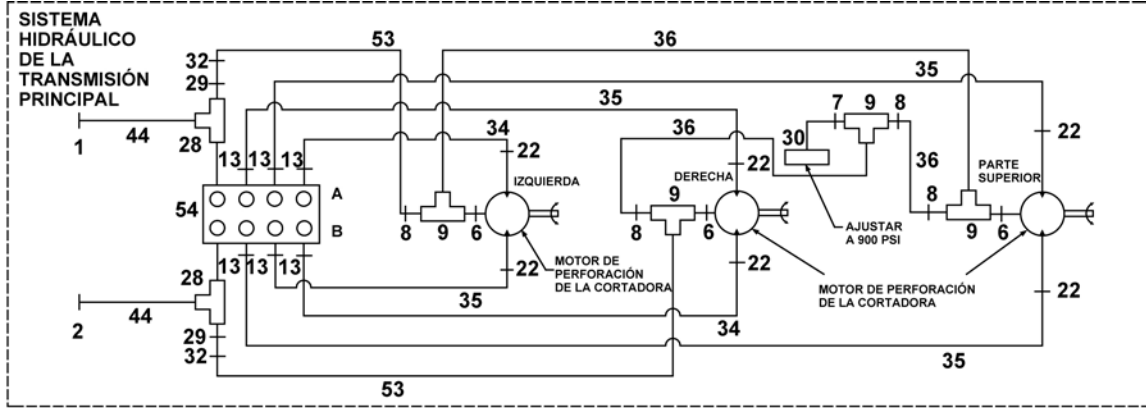 SISTEMA
HIDRÁULICO
DE LA
TRANSMISIÓN
PRINCIPAL
53
36
32
29
35
35
7
9
8
1
44
28
34
36
30
22
13
13
13
22
22
36
IZQUIERDA
DERECHA
PARTE
SUPERIOR
54
A
B
8
9
6
8
9
6
AJUSTAR
A 900 PSI
8
9
6
13
13
13
22
22
22
28
MOTOR DE
PERFORACIÓN
DE LA CORTADORA
MOTOR DE PERFORACIÓN
DE LA CORTADORA
2
44
35
34
29
32
35
53